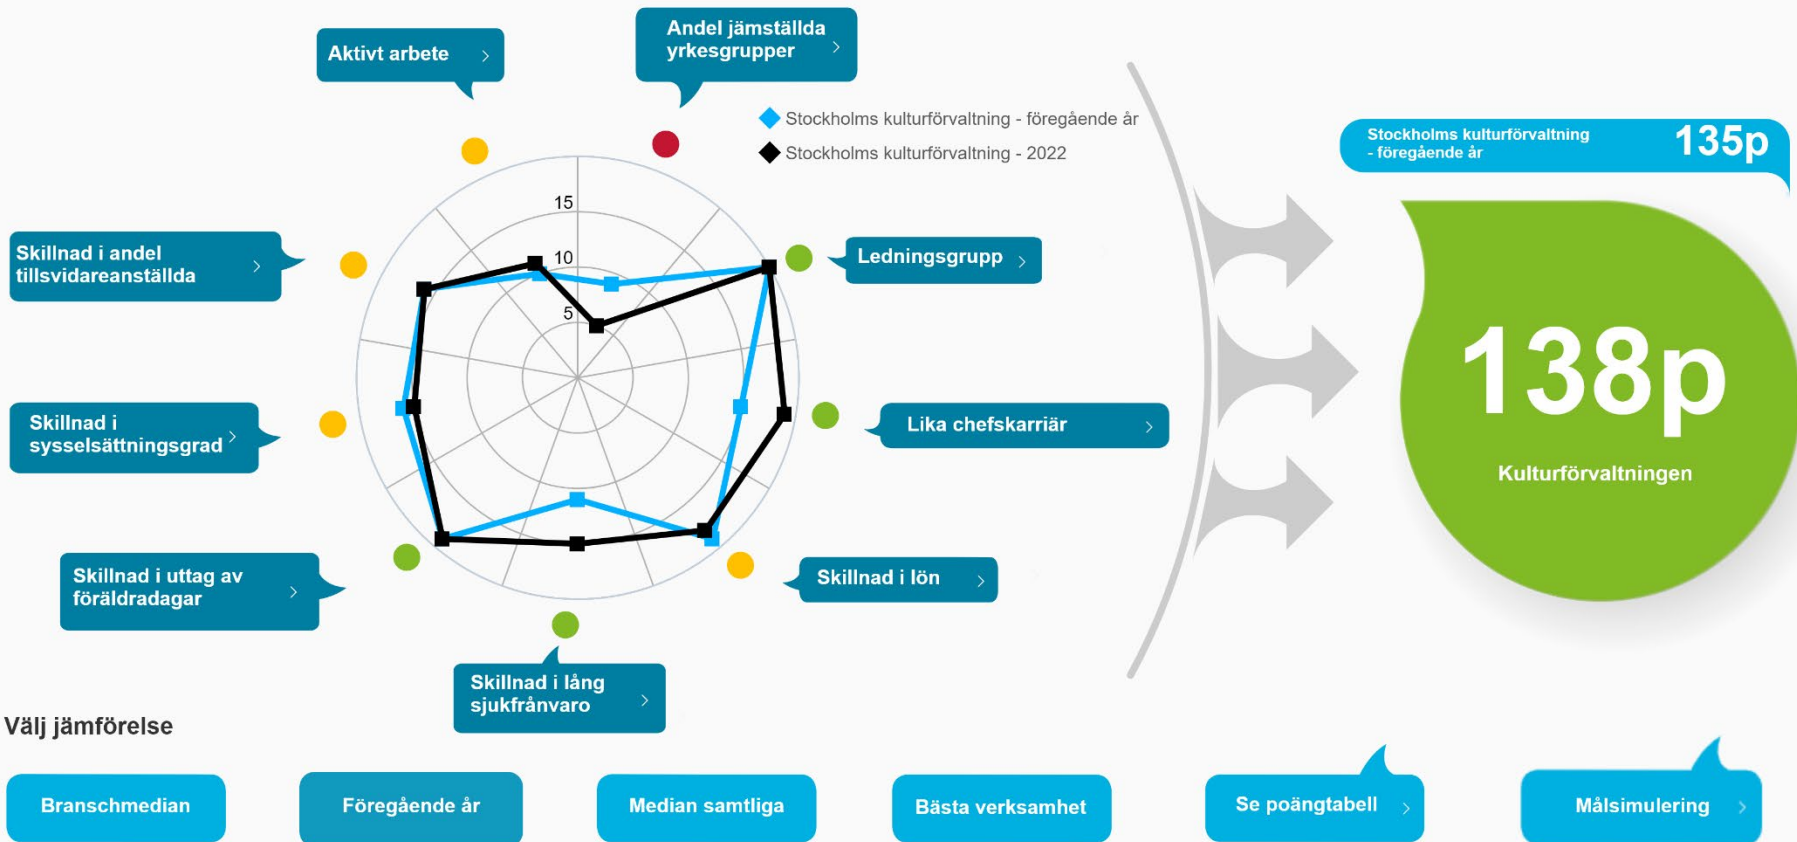 Aktivt arbete
Andel jämställda
yrkesgrupper
Stockholms kulturförvaltning - föregående år
Stockholms kulturförvaltning - 2022
Stockholms kulturförvaltning
- föregående år
135p
15
10
5
Skillnad i andel
tillsvidareanställda
Ledningsgrupp
Skillnad i
sysselsättningsgrad
Lika chefskarriär
138p
Kulturförvaltningen
Skillnad i uttag av
föräldradagar
Skillnad i lön
Skillnad i lång
sjukfrånvaro
Välj jämförelse
Branschmedian
Föregående år
Median samtliga
Bästa verksamhet
Se poängtabell
Målsimulering